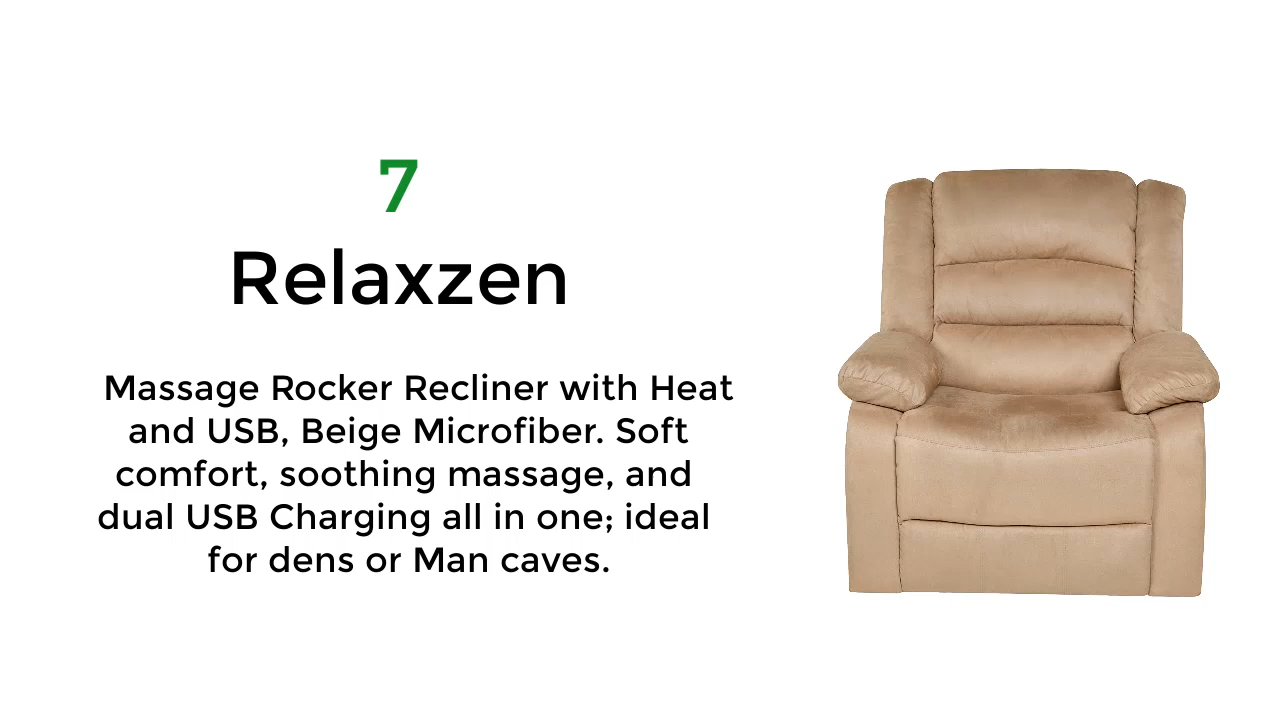 7
Relaxzen
Massage Rocker Recliner with Heat
and USB, Beige Microfiber. Soft
comfort, soothing massage, and
dual USB Charging all in one; ideal
for dens or Man caves.